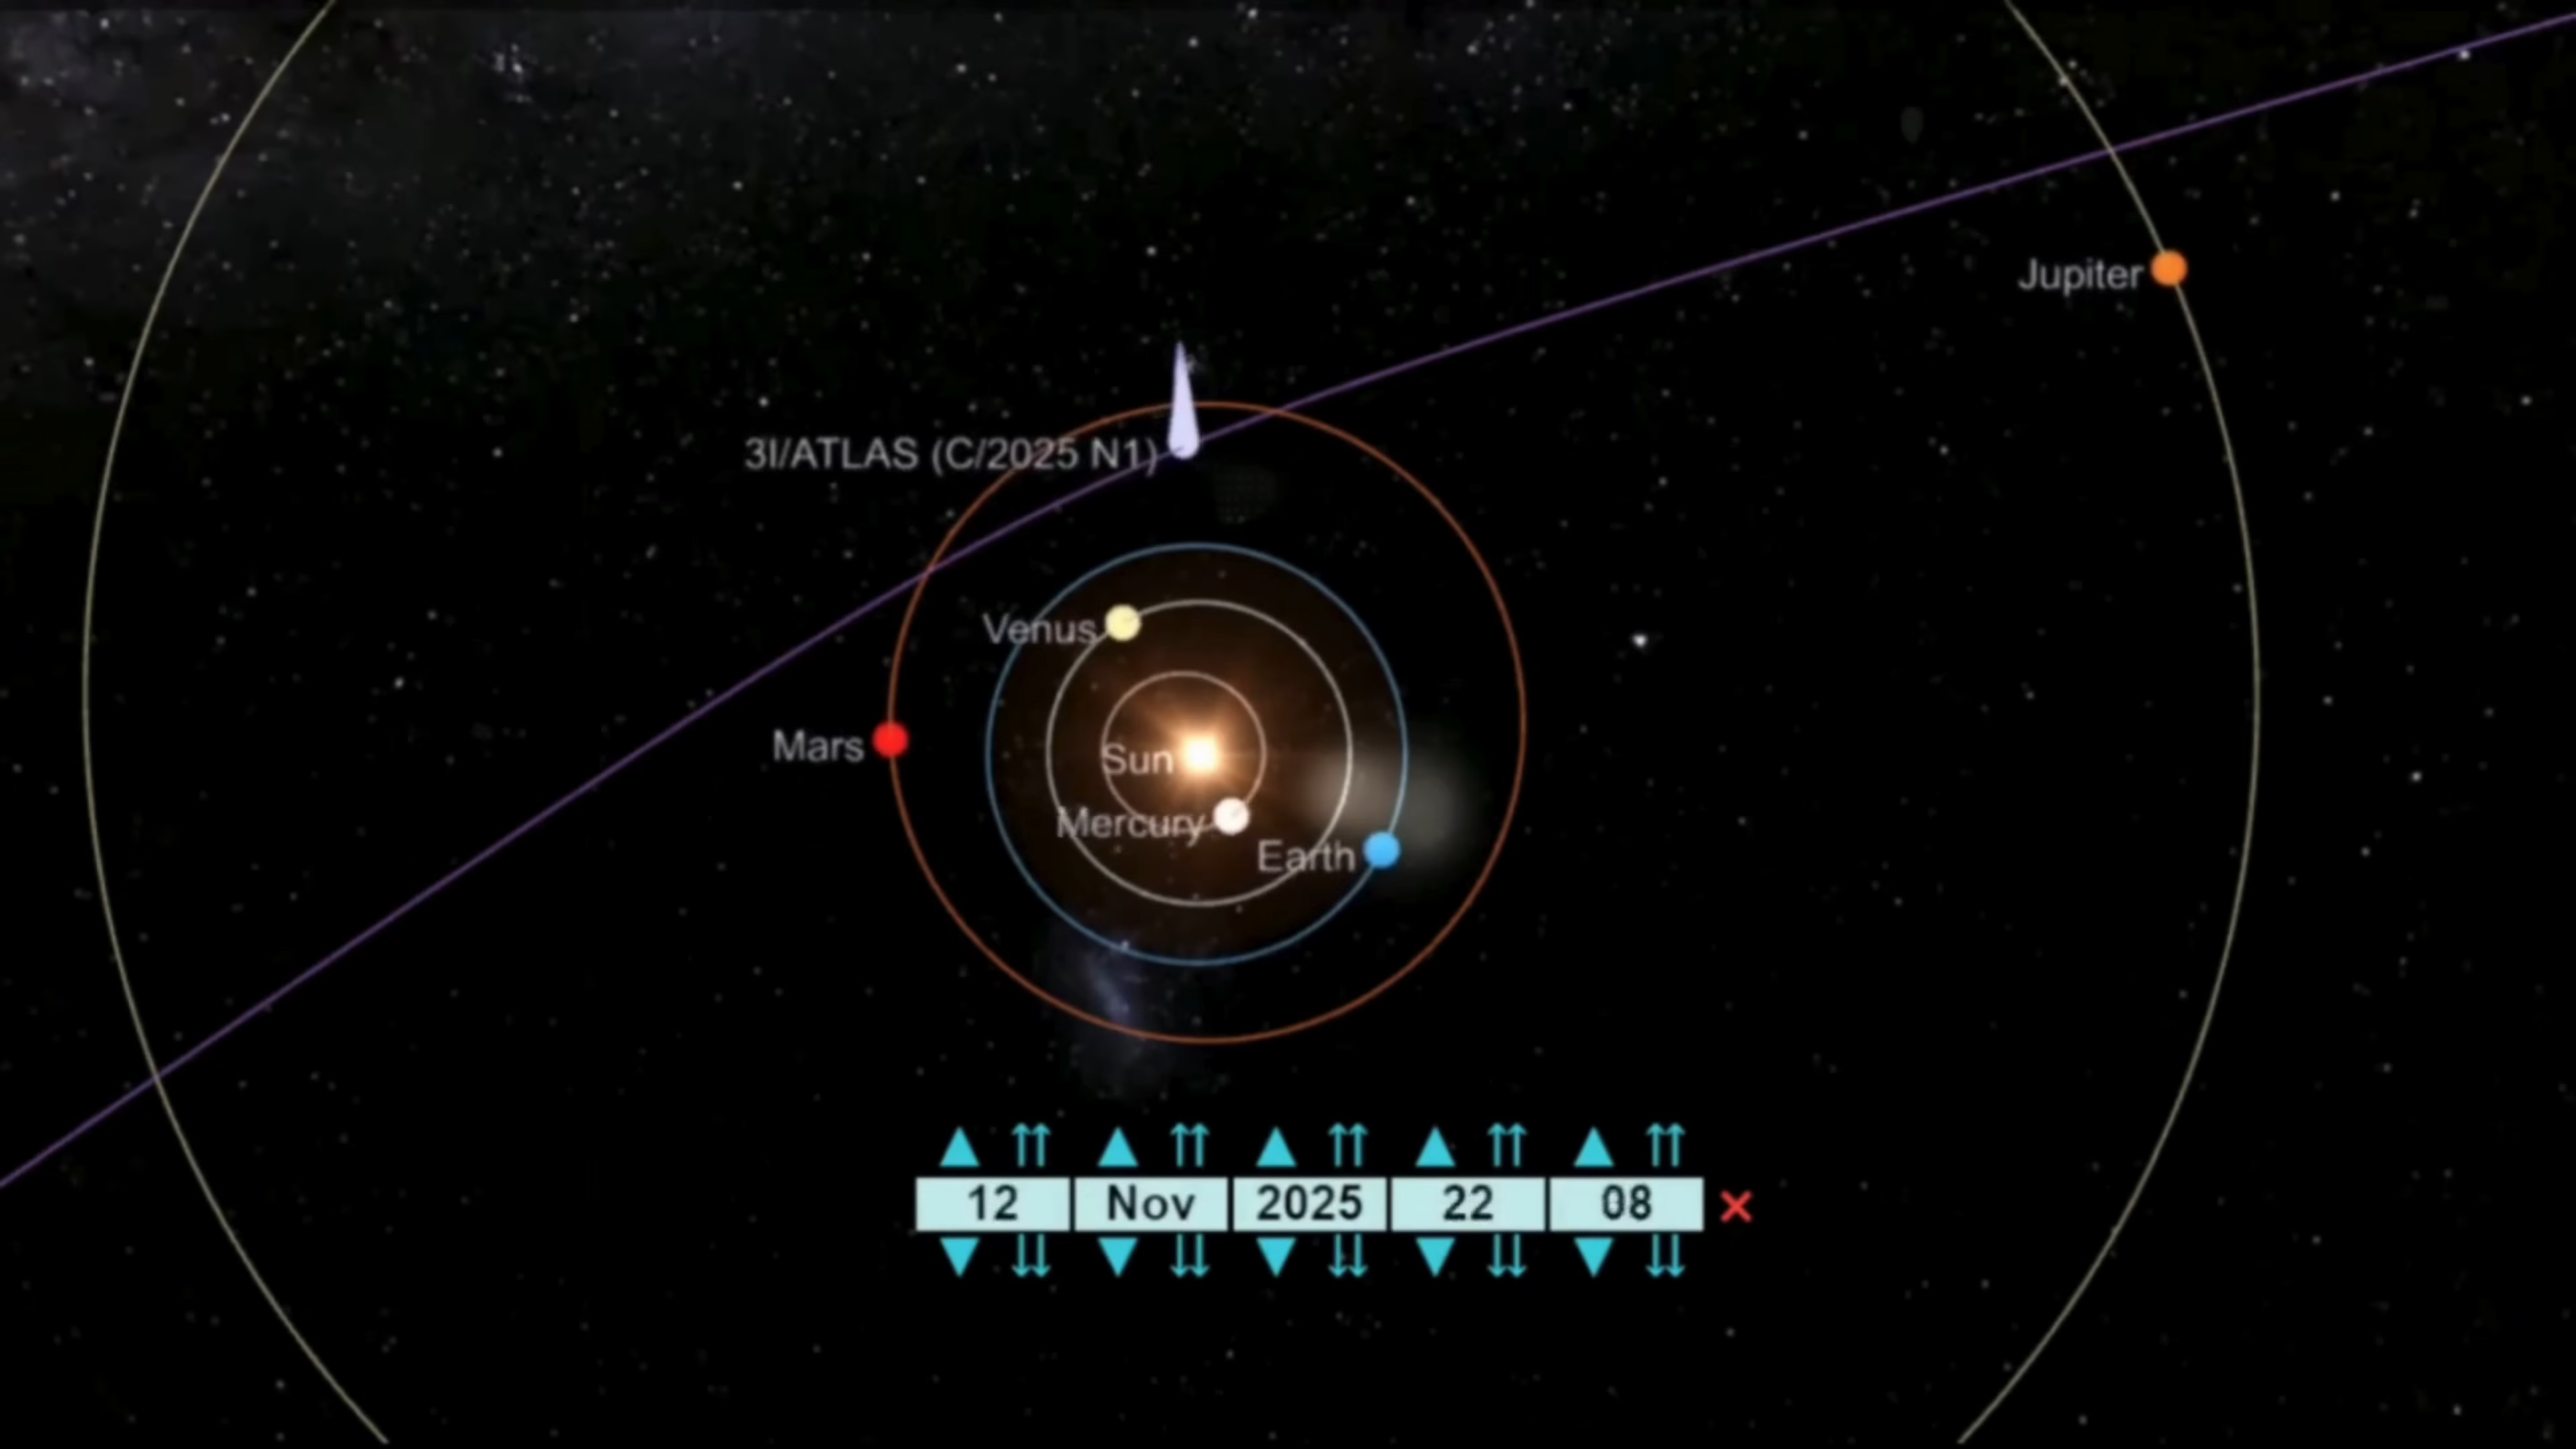 Jupiter
3I/ATLAS (C/2025 N1)
Venus
Mars
Sun
Mercury
Earth
12 Nov 2025 22 08